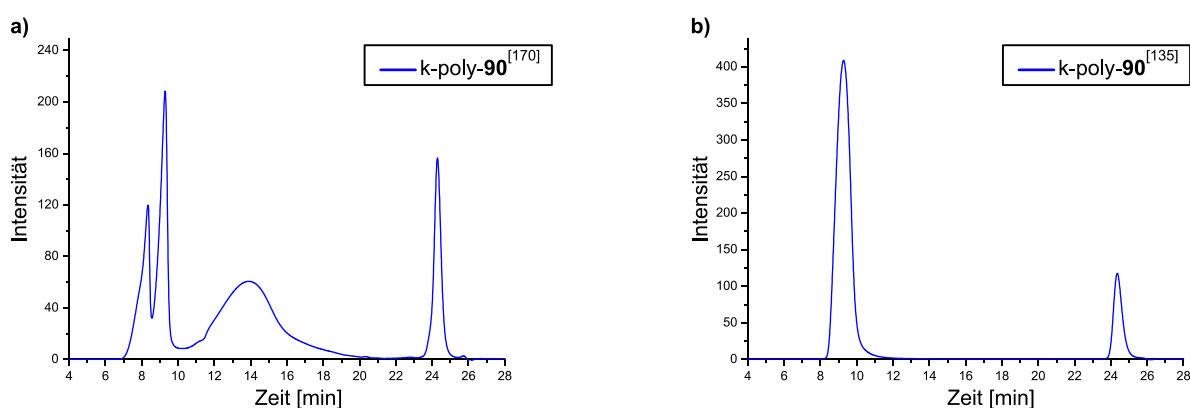 a)
k-poly-90[170]
Intensität
240
200
160
120
80
40
0
4 6 8 10 12 14 16 18 20 22 24 26 28
Zeit [min]
b)
k-poly-90[135]
Intensität
400
350
300
250
200
150
100
50
0
4 6 8 10 12 14 16 18 20 22 24 26 28
Zeit [min]